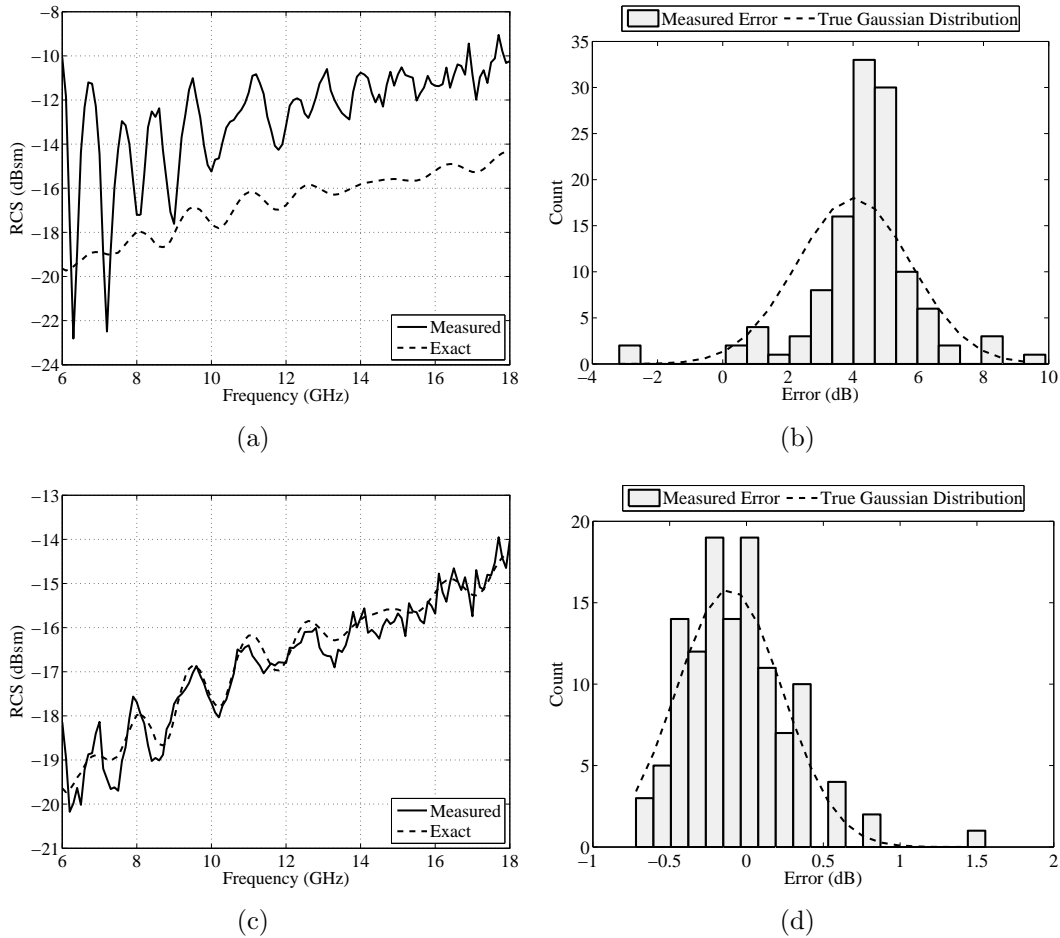 −8
−10
−12
−14
−16
−18
−20
−22
−24
RCS (dBsm)
6 8 10 12 14 16 18
Frequency (GHz)
Measured
Exact
(a)
Measured Error True Gaussian Distribution
35
30
25
20
15
10
5
0
Count
−4 −2 0 2 4 6 8 10
Error (dB)
(b)
−13
−14
−15
−16
−17
−18
−19
−20
−21
RCS (dBsm)
6 8 10 12 14 16 18
Frequency (GHz)
Measured
Exact
(c)
Measured Error True Gaussian Distribution
20
15
10
5
0
Count
−1 −0.5 0 0.5 1 1.5 2
Error (dB)
(d)